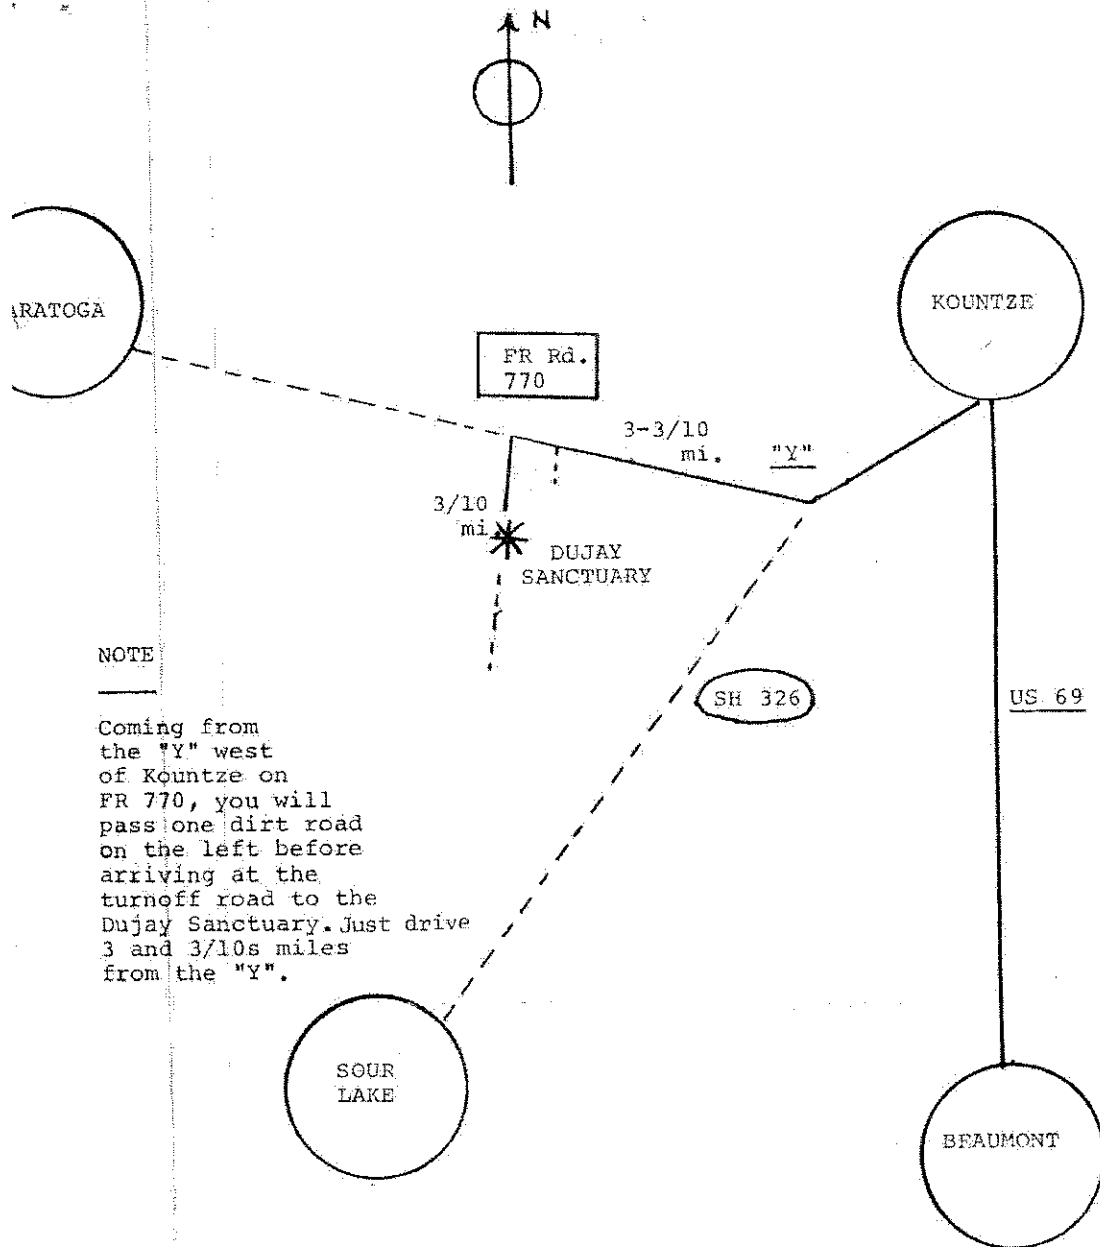 N
ARATOGA
KOUNTZE
FR Rd.
770
3-3/10
mi.
"Y"
3/10
mi.
DUJAY
SANCTUARY
NOTE
SH 326
US 69
Coming from
the "Y" west
of Kountze on
FR 770, you will
pass one dirt road
on the left before
arriving at the
turnoff road to the
Dujay Sanctuary. Just drive
3 and 3/10s miles
from the "Y".
SOUR
LAKE
BEAUMONT